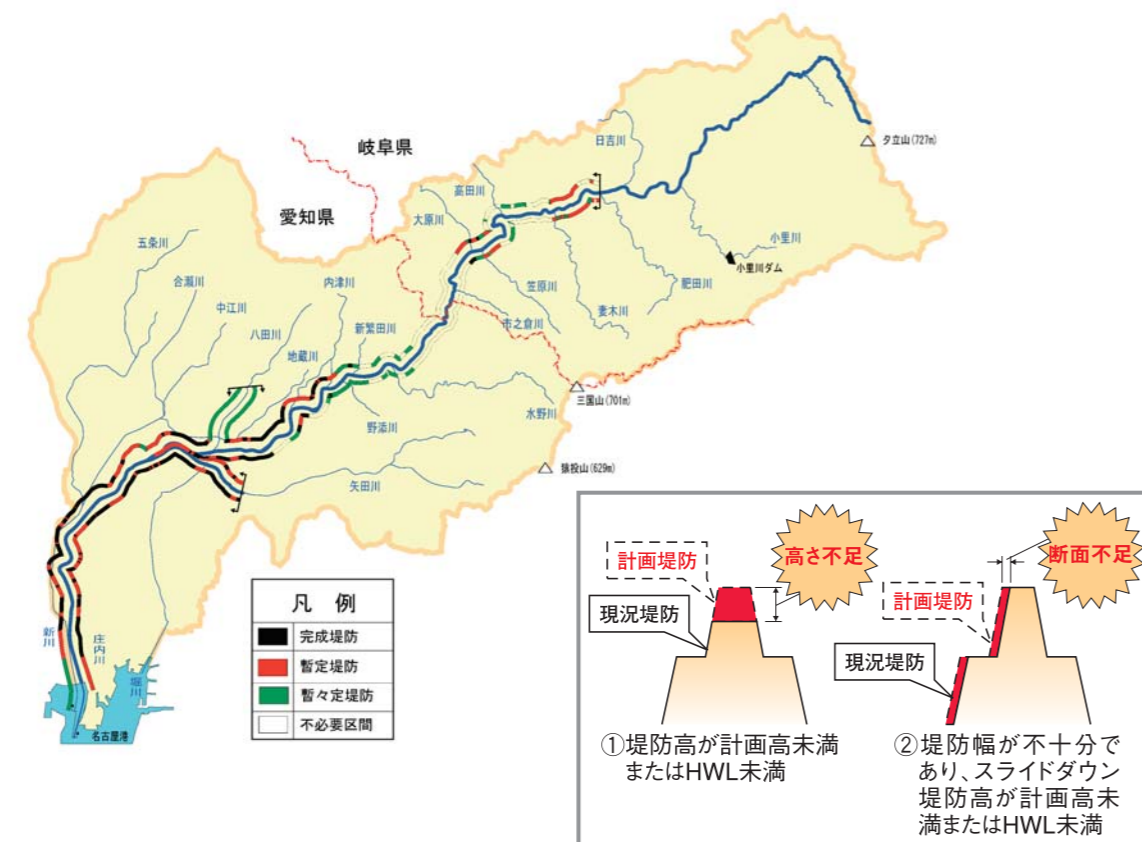 岐阜県
愛知県
日吉川
夕立山(727m)
高田川
大原川
五条川
合瀬川
中江川
八田川
内津川
地蔵川
新繁田川
小里川
小里川ダム
肥田川
笠原川
妻木川
市之倉川
三国山(701m)
水野川
猿投山(629m)
野添川
矢田川
新川
庄内川
堀川
名古屋港
凡 例
完成堤防
暫定堤防
暫々定堤防
不必要区間
計画堤防
高さ不足
現況堤防
①堤防高が計画高未満
またはHWL未満
断面不足
計画堤防
現況堤防
②堤防幅が不十分で
あり、スライドダウン
堤防高が計画高未
満またはHWL未満